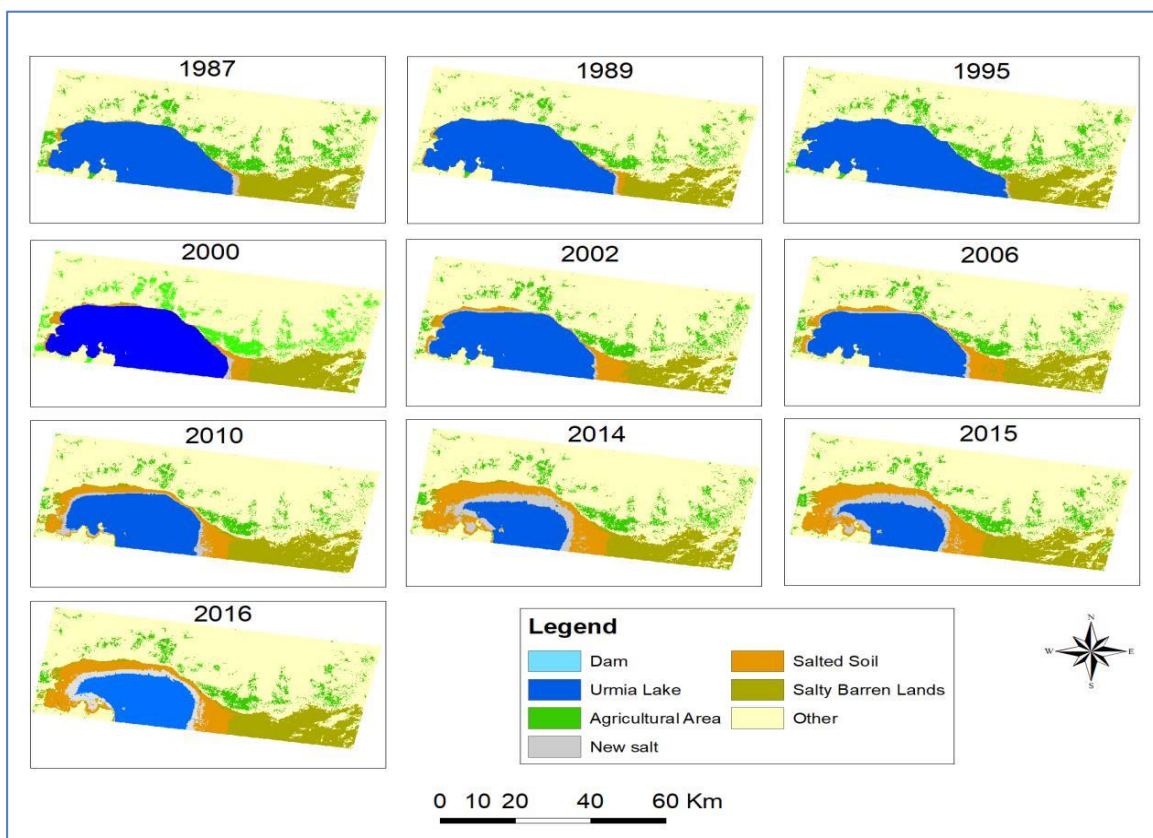 1987
1989
1995
2000
2002
2006
2010
2014
2015
2016
Legend
Dam
Urmia Lake
Agricultural Area
New salt
Salted Soil
Salty Barren Lands
Other
N
W E
S
0 10 20 40 60 Km